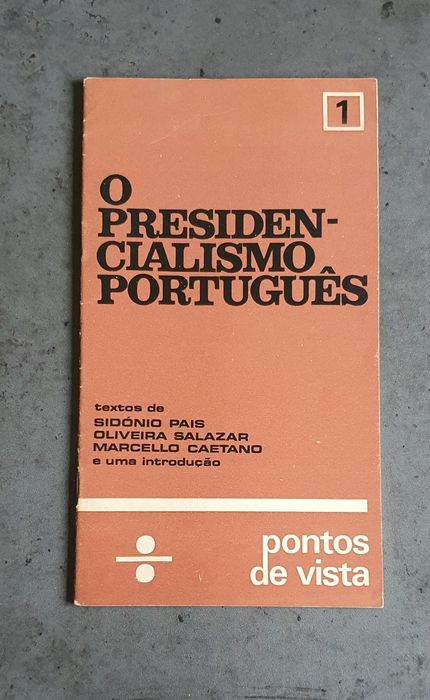 1
O
PRESIDEN-
CIALISMO
PORTUGUÊS
textos de
SIDÓNIO PAIS
OLIVEIRA SALAZAR
MARCELLO CAETANO
e uma introdução
pontos
de vista